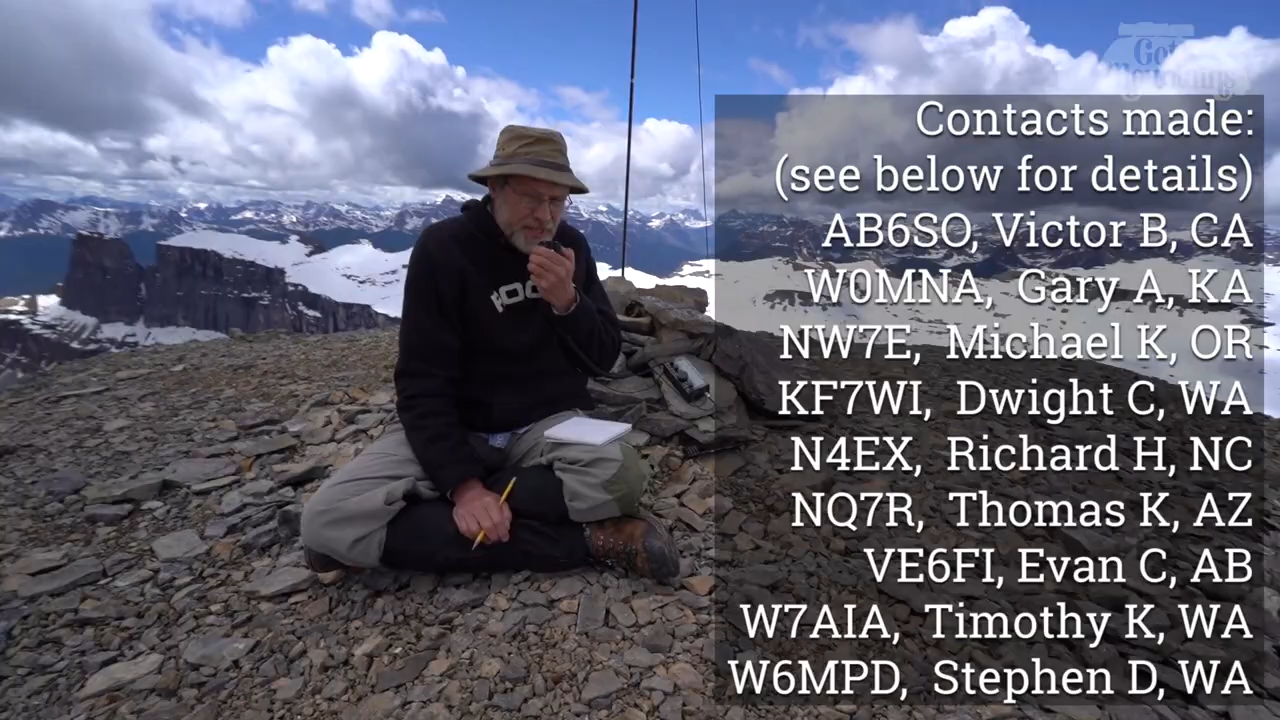 Got
Contacts made:
(see below for details)
AB6SO, Victor B, CA
W0MNA, Gary A, KA
NW7E, Michael K, OR
KF7WI, Dwight C, WA
N4EX, Richard H, NC
NQ7R, Thomas K, AZ
VE6FI, Evan C, AB
W7AIA, Timothy K, WA
W6MPD, Stephen D, WA